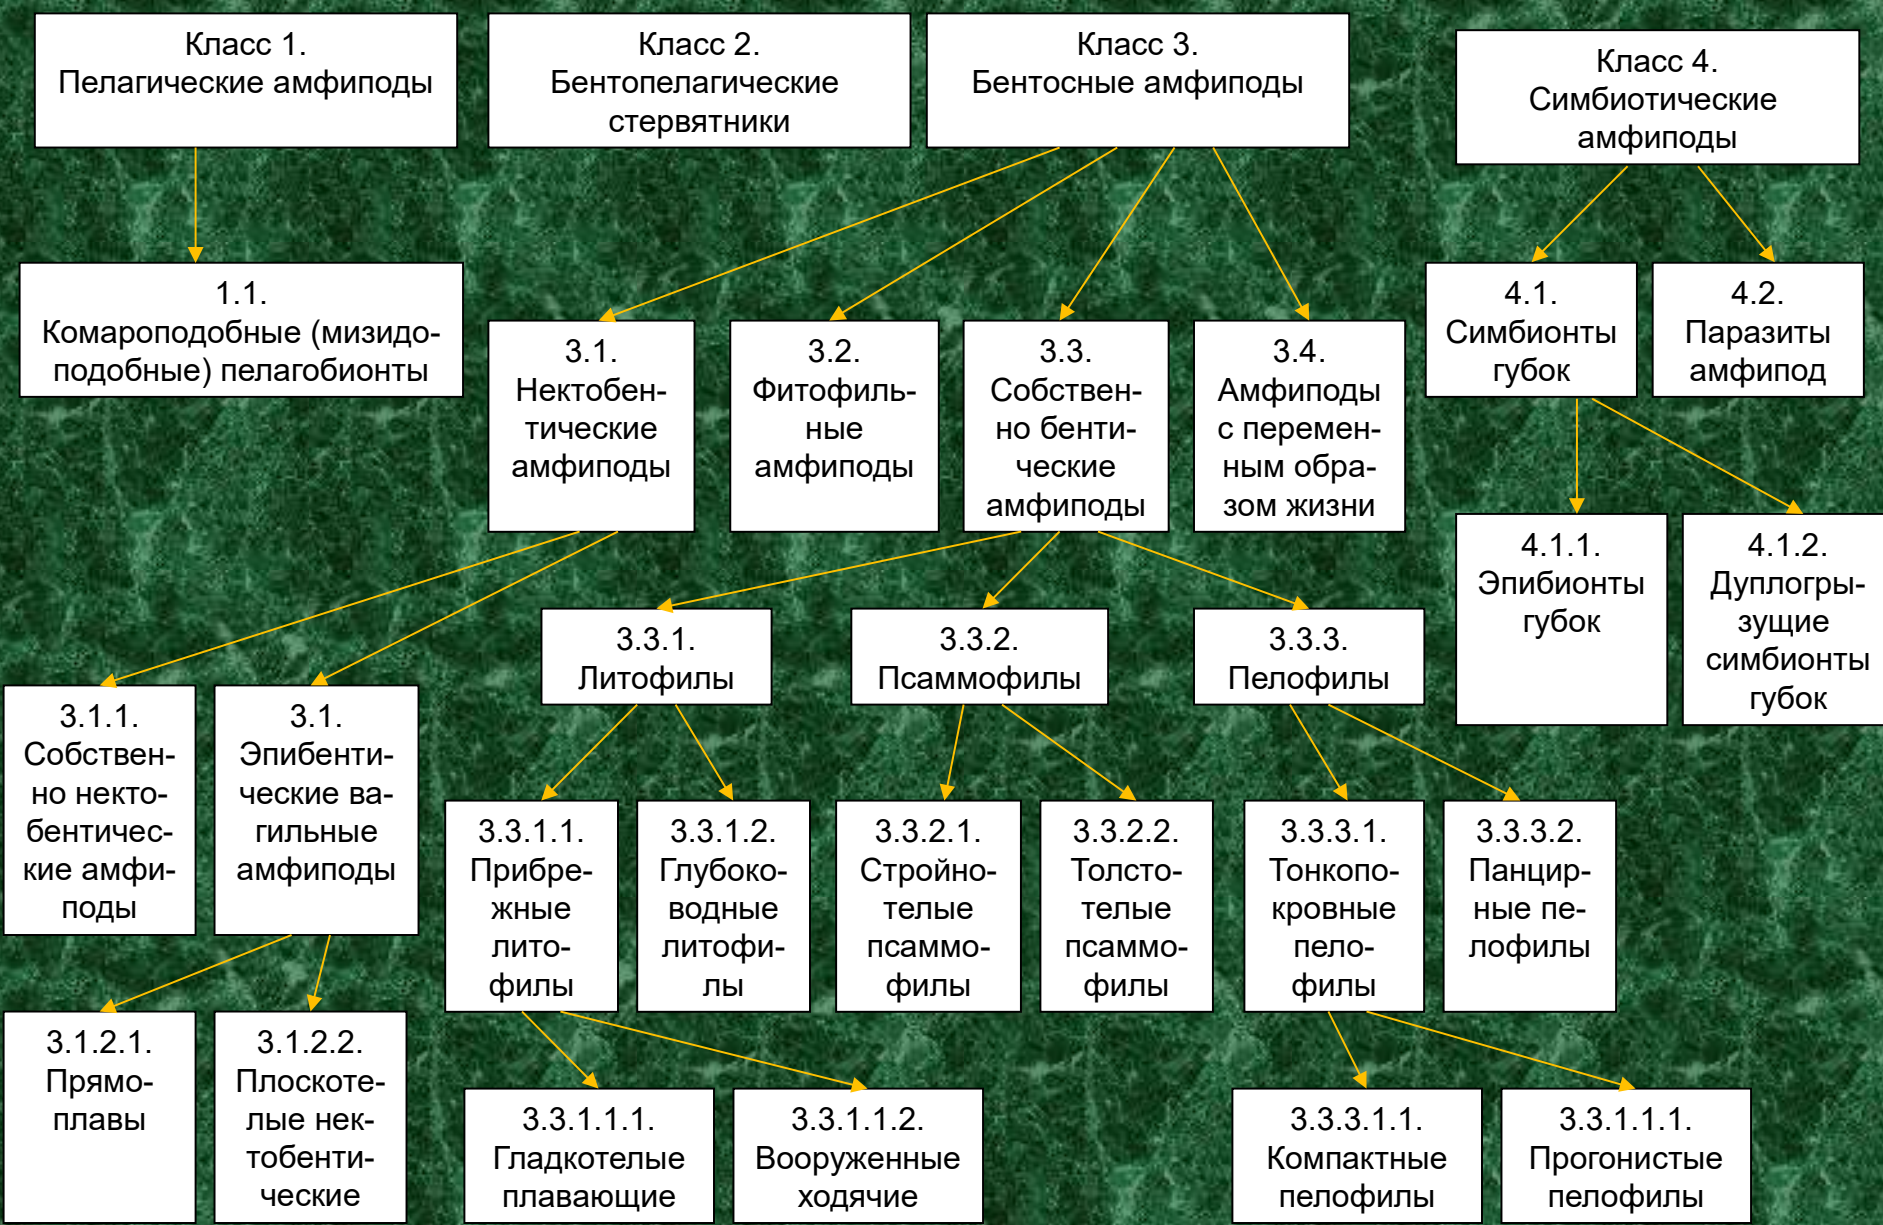 Класс 1.
Пелагические амфиподы
Класс 2.
Бентопелагические
стервятники
Класс 3.
Бентосные амфиподы
Класс 4.
Симбиотические
амфиподы
1.1.
Комароподобные (мизидо-
подобные) пелагобионты
3.1.
Нектобен-
тические
амфиподы
3.2.
Фитофиль-
ные
амфиподы
3.3.
Собствен-
но бенти-
ческие
амфиподы
3.4.
Амфиподы
с перемен-
ным обра-
зом жизни
4.1.
Симбионты
губок
4.2.
Паразиты
амфипод
4.1.1.
Эпибионты
губок
4.1.2.
Дуплогры-
зущие
симбионты
губок
3.3.1.
Литофилы
3.3.2.
Псаммофилы
3.3.3.
Пелофилы
3.1.1.
Собствен-
но некто-
бентичес-
кие амфи-
поды
3.1.
Эпибенти-
ческие ва-
гильные
амфиподы
3.3.1.1.
Прибре-
жные
лито-
филы
3.3.1.2.
Глубоко-
водные
литофи-
лы
3.3.2.1.
Стройно-
телые
псаммо-
филы
3.3.2.2.
Толсто-
телые
псаммо-
филы
3.3.3.1.
Тонкопо-
кровные
пело-
филы
3.3.3.2.
Панцир-
ные пе-
лофилы
3.1.2.1.
Прямо-
плавы
3.1.2.2.
Плоскоте-
лые нек-
тобенти-
ческие
3.3.1.1.1.
Гладкотелые
плавающие
3.3.1.1.2.
Вооруженные
ходячие
3.3.3.1.1.
Компактные
пелофилы
3.3.1.1.1.
Прогонистые
пелофилы